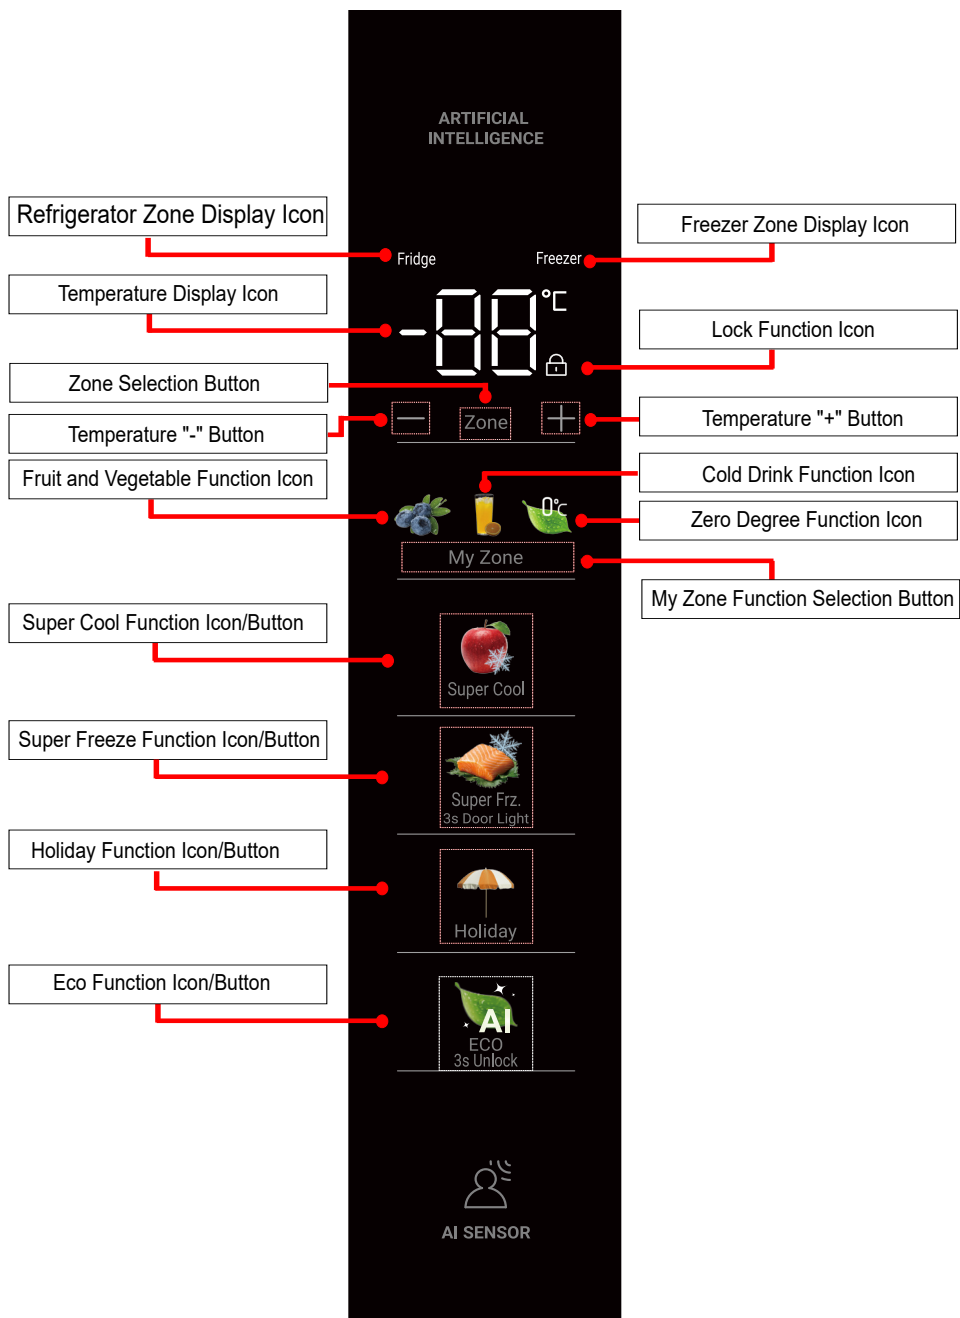 ARTIFICIAL
INTELLIGENCE
Refrigerator Zone Display Icon
Freezer Zone Display Icon
Fridge
Freezer
Temperature Display Icon
-88 °C
Lock Function Icon
Zone Selection Button
Zone
Temperature "-" Button
Temperature "+" Button
Fruit and Vegetable Function Icon
Cold Drink Function Icon
0°c
Zero Degree Function Icon
My Zone
My Zone Function Selection Button
Super Cool Function Icon/Button
Super Cool
Super Freeze Function Icon/Button
Super Frz.
3s Door Light
Holiday Function Icon/Button
Holiday
Eco Function Icon/Button
AI
ECO
3s Unlock
AI SENSOR